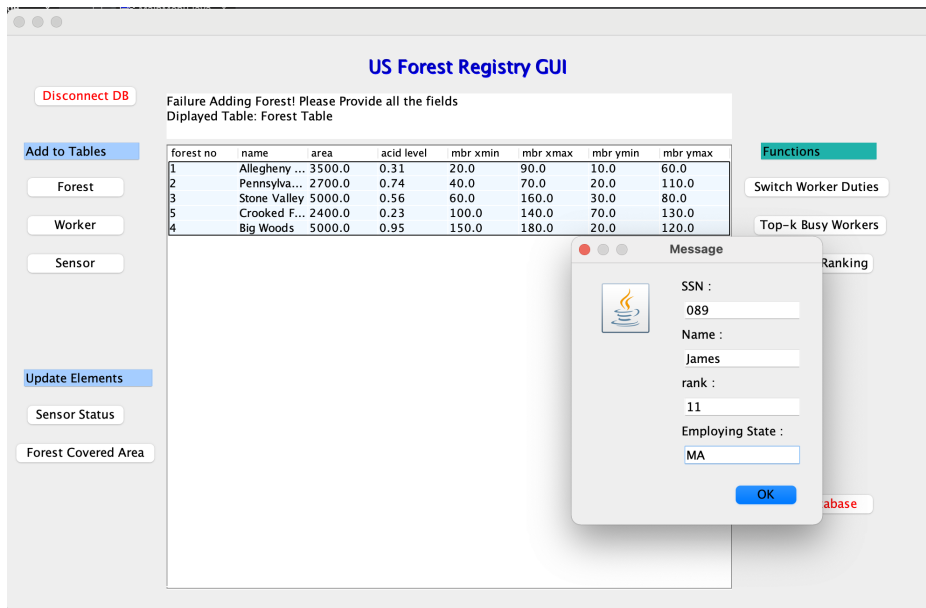 US Forest Registry GUI
Disconnect DB
Failure Adding Forest! Please Provide all the fields
Diplayed Table: Forest Table
Add to Tables
Forest
Worker
Sensor
Update Elements
Sensor Status
Forest Covered Area
forest no name area acid level mbr xmin mbr xmax mbr ymin mbr ymax
1 Allegheny ... 3500.0 0.31 20.0 90.0 10.0 60.0
2 Pennsylva... 2700.0 0.74 40.0 70.0 20.0 110.0
3 Stone Valley 5000.0 0.56 60.0 160.0 30.0 80.0
5 Crooked F... 2400.0 0.23 100.0 140.0 70.0 130.0
4 Big Woods 5000.0 0.95 150.0 180.0 20.0 120.0
Functions
Switch Worker Duties
Top-k Busy Workers
Ranking
abase
Message
SSN :
089
Name :
James
rank :
11
Employing State :
MA
OK